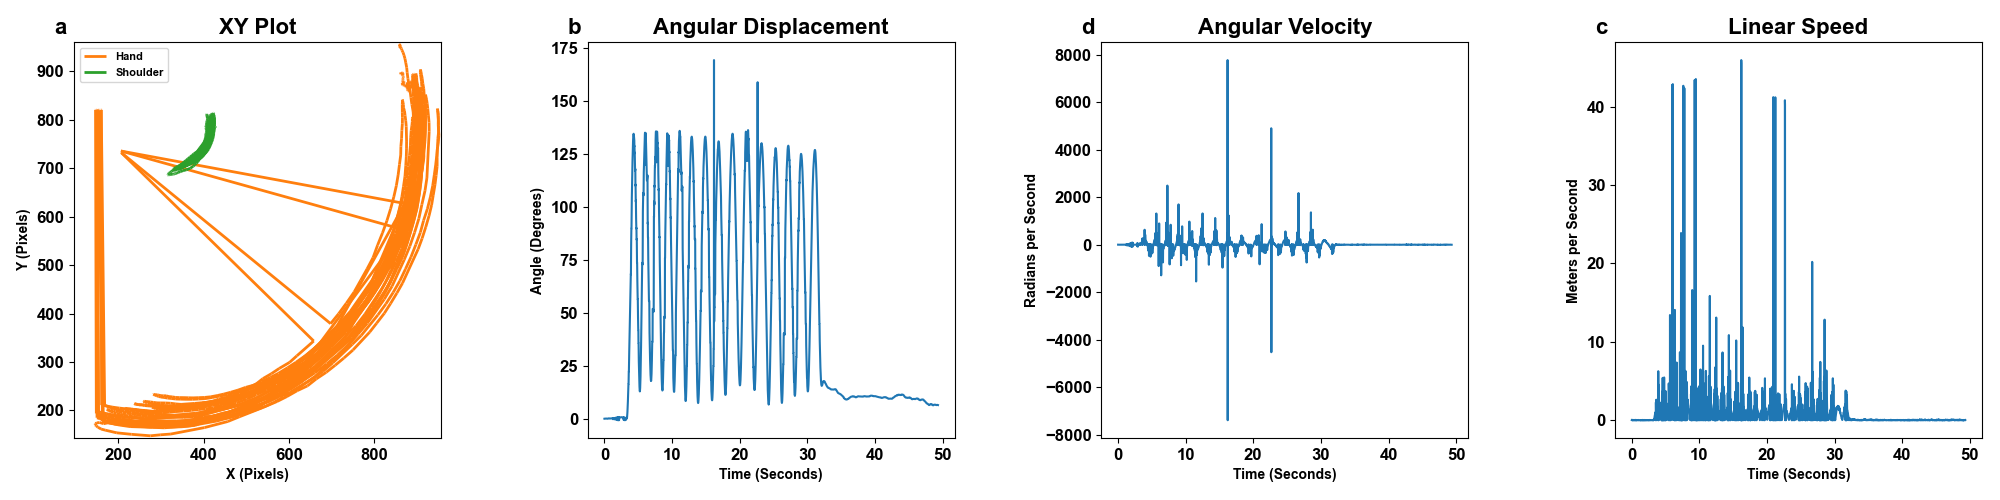 a
XY Plot
Hand
Shoulder
900
800
700
600
500
400
300
200
Y (Pixels)
200 400 600 800
X (Pixels)
b
Angular Displacement
175
150
125
100
75
50
25
0
Angle (Degrees)
0 10 20 30 40 50
Time (Seconds)
d
Angular Velocity
8000
6000
4000
2000
0
−2000
−4000
−6000
−8000
Radians per Second
0 10 20 30 40 50
Time (Seconds)
c
Linear Speed
40
30
20
10
0
Meters per Second
0 10 20 30 40 50
Time (Seconds)